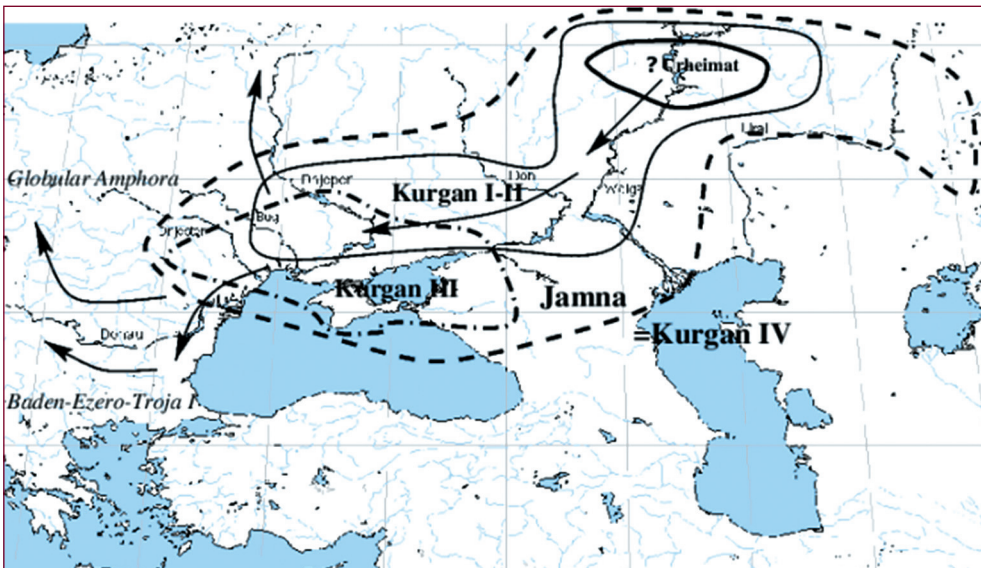 ? Urheimat
Ural
Globular Amphora
Dnjepr
Don
Wolga
Kurgan I-II
Bug
Dnjestr
Kurgan III
Jamna
=Kurgan IV
Donau
Baden-Ezero-Troja I